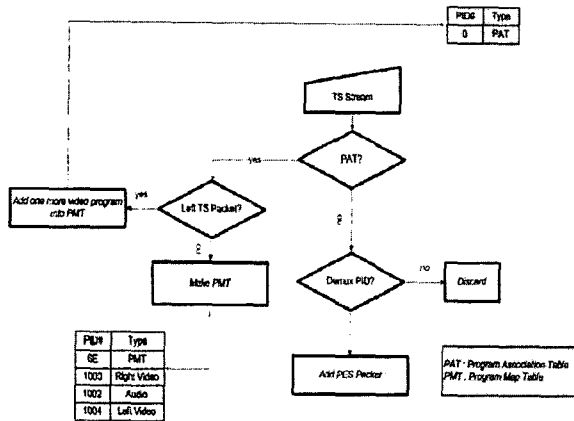 PID# Type
0 PAT
TS Stream
PAT?
yes
yes
Add one more video program
into PMT
Left TS Packet?
no
no
Make PMT
Demux PID?
no
Discard
PID# Type
6E PMT
1003 Right Video
1002 Audio
1004 Left Video
Add PES Packet
PAT : Program Association Table
PMT : Program Map Table